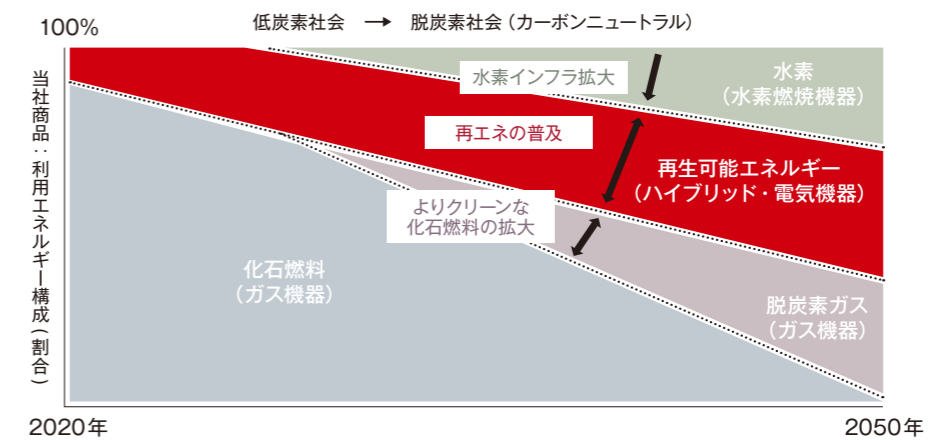 低炭素社会 → 脱炭素社会（カーボンニュートラル）
100%
当社商品：利用エネルギー構成（割合）
水素インフラ拡大
水素
（水素燃焼機器）
再エネの普及
再生可能エネルギー
（ハイブリッド・電気機器）
よりクリーンな
化石燃料の拡大
化石燃料
（ガス機器）
脱炭素ガス
（ガス機器）
2020年
2050年